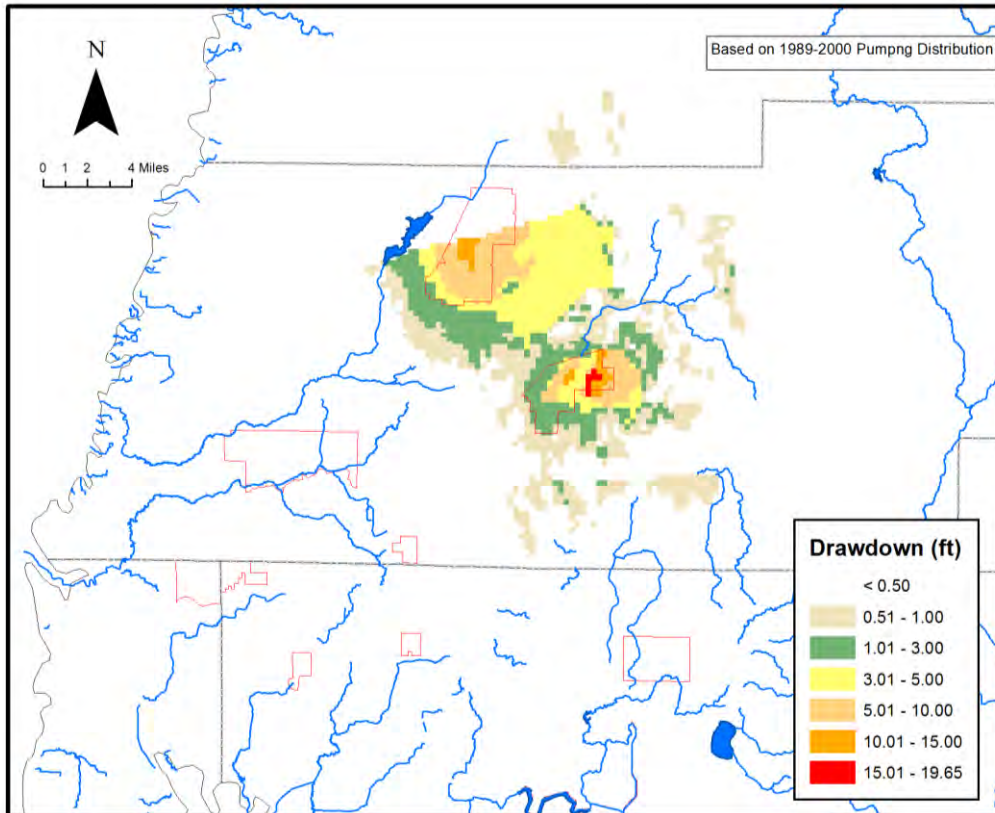 Based on 1989-2000 Pumpng Distribution
N
0 1 2 4 Miles
Drawdown (ft)
< 0.50
0.51 - 1.00
1.01 - 3.00
3.01 - 5.00
5.01 - 10.00
10.01 - 15.00
15.01 - 19.65